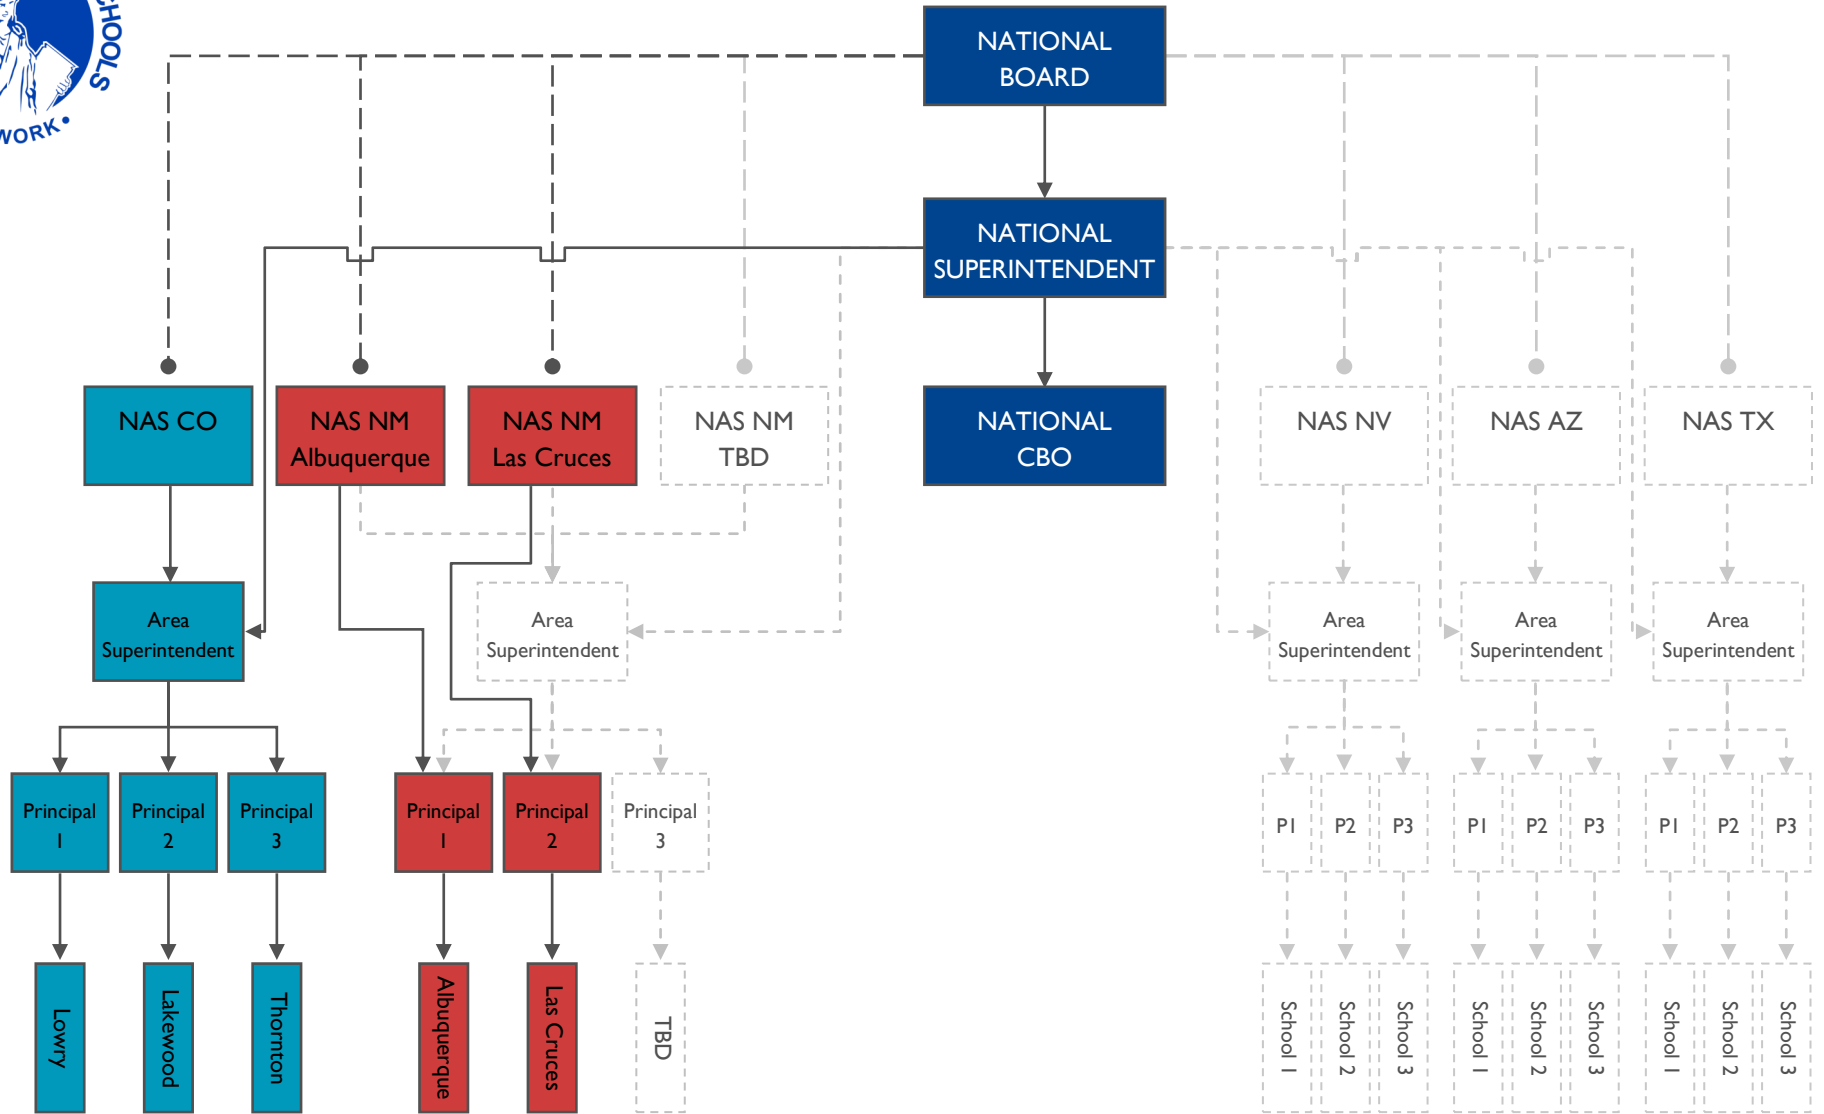 SCHOOLS
WORK •
NATIONAL
BOARD
NATIONAL
SUPERINTENDENT
NAS CO
NAS NM
Albuquerque
NAS NM
Las Cruces
NAS NM
TBD
NATIONAL
CBO
NAS NV
NAS AZ
NAS TX
Area
Superintendent
Area
Superintendent
Area
Superintendent
Area
Superintendent
Area
Superintendent
Principal
1
Principal
2
Principal
3
Principal
1
Principal
2
Principal
3
P1
P2
P3
P1
P2
P3
P1
P2
P3
Lowry
Lakewood
Thornton
Albuquerque
Las Cruces
TBD
School 1
School 2
School 3
School 1
School 2
School 3
School 1
School 2
School 3